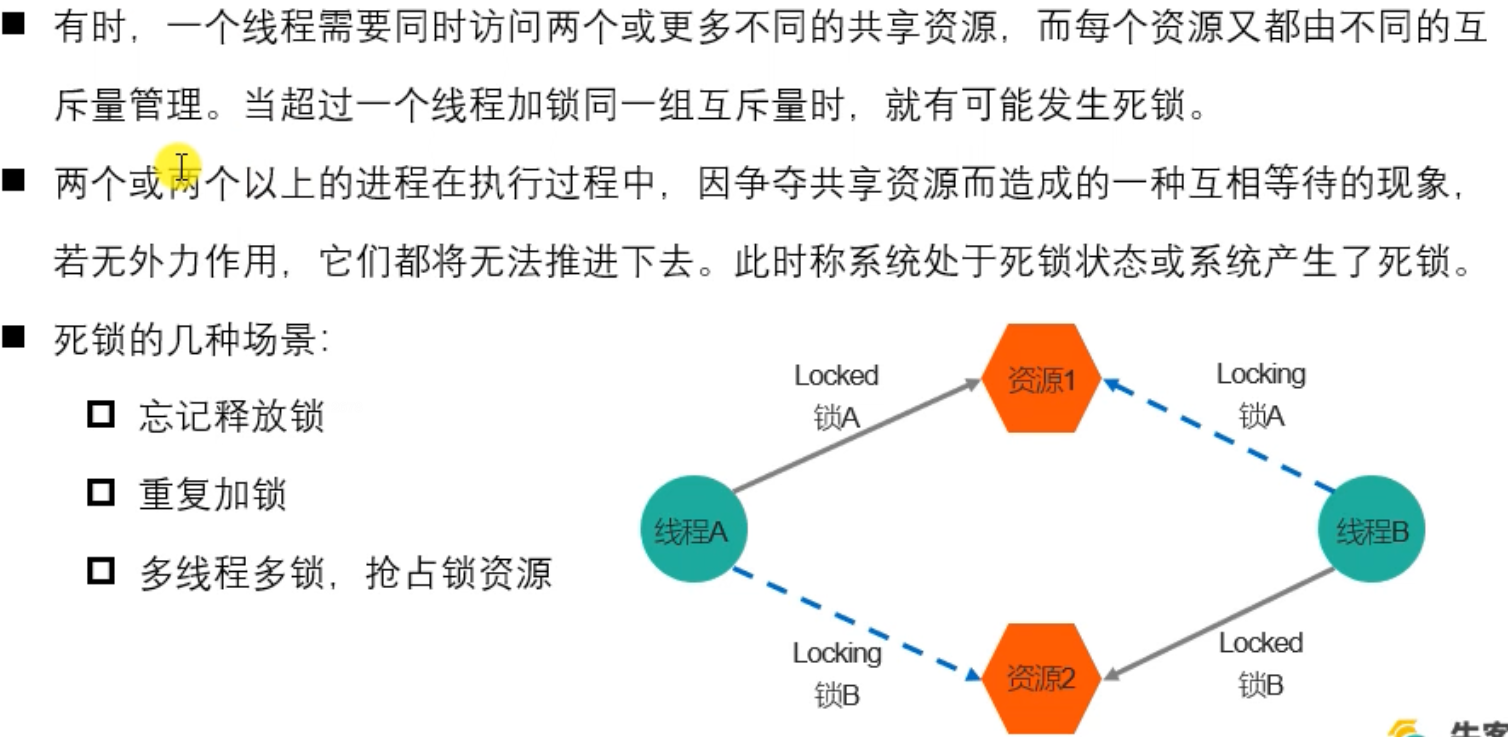 有时，一个线程需要同时访问两个或更多不同的共享资源，而每个资源又都由不同的互
斥量管理。当超过一个线程加锁同一组互斥量时，就有可能发生死锁。
两个或两个以上的进程在执行过程中，因争夺共享资源而造成的一种互相等待的现象，
若无外力作用，它们都将无法推进下去。此时称系统处于死锁状态或系统产生了死锁。
死锁的几种场景：
忘记释放锁
重复加锁
多线程多锁，抢占锁资源
Locked
锁A
资源1
Locking
锁A
线程A
线程B
Locking
锁B
资源2
Locked
锁B